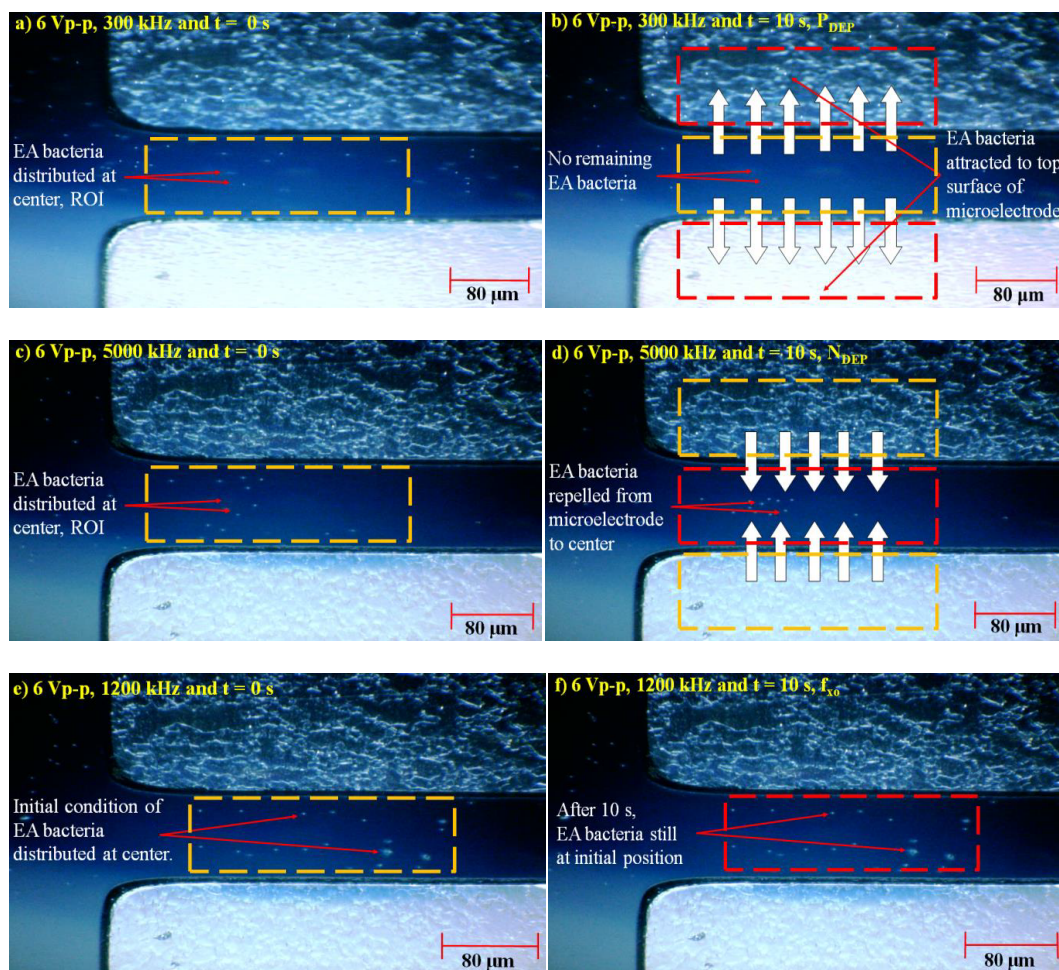 a) 6 Vp-p, 300 kHz and t = 0 s
EA bacteria
distributed at
center, ROI
80 µm
b) 6 Vp-p, 300 kHz and t = 10 s, P_DEP
No remaining
EA bacteria
EA bacteria
attracted to top
surface of
microelectrode
80 µm
c) 6 Vp-p, 5000 kHz and t = 0 s
EA bacteria
distributed at
center, ROI
80 µm
d) 6 Vp-p, 5000 kHz and t = 10 s, N_DEP
EA bacteria
repelled from
microelectrode
to center
80 µm
e) 6 Vp-p, 1200 kHz and t = 0 s
Initial condition of
EA bacteria
distributed at center.
80 µm
f) 6 Vp-p, 1200 kHz and t = 10 s, f_xo
After 10 s,
EA bacteria still
at initial position
80 µm